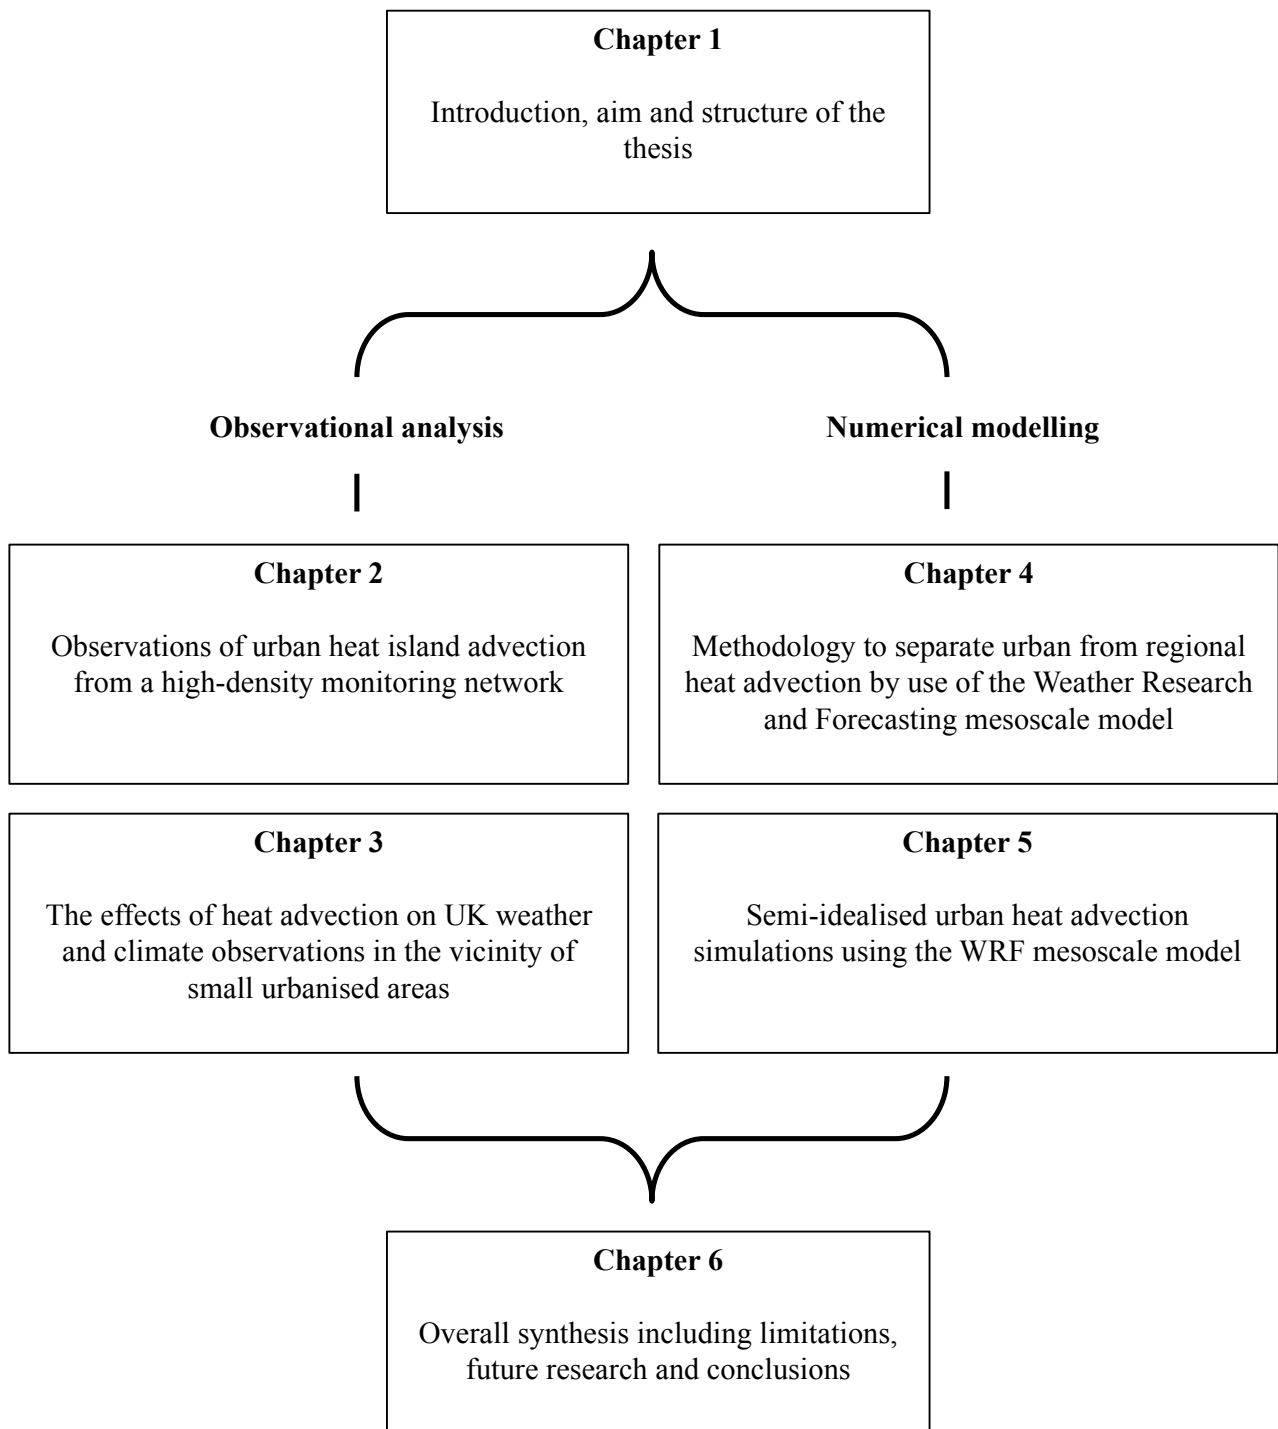 Chapter 1
Introduction, aim and structure of the
thesis
Observational analysis
Numerical modelling
Chapter 2
Observations of urban heat island advection
from a high-density monitoring network
Chapter 4
Methodology to separate urban from regional
heat advection by use of the Weather Research
and Forecasting mesoscale model
Chapter 3
The effects of heat advection on UK weather
and climate observations in the vicinity of
small urbanised areas
Chapter 5
Semi-idealised urban heat advection
simulations using the WRF mesoscale model
Chapter 6
Overall synthesis including limitations,
future research and conclusions